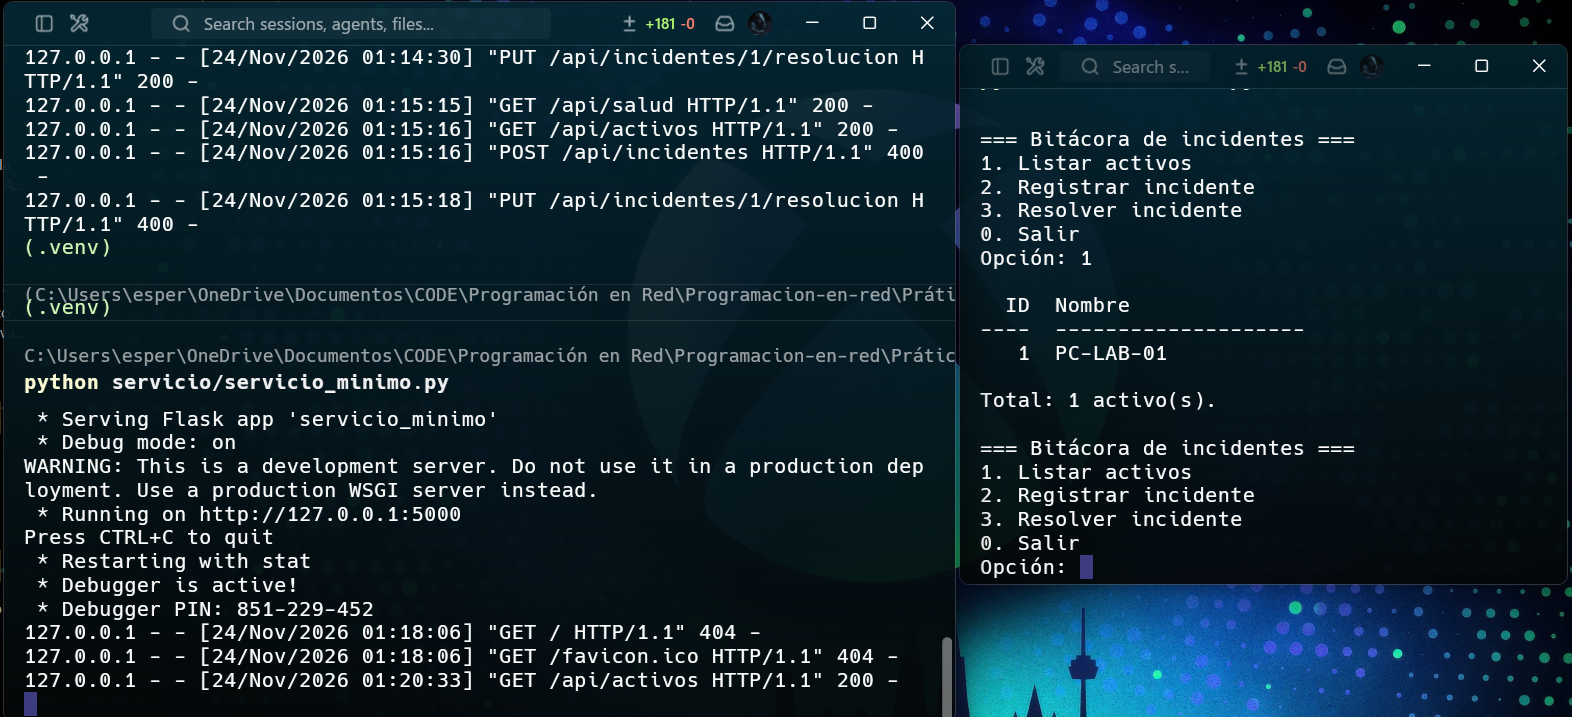 Search sessions, agents, files...
+181 -0
127.0.0.1 - - [24/Nov/2026 01:14:30] "PUT /api/incidentes/1/resolucion H
TTP/1.1" 200 -
127.0.0.1 - - [24/Nov/2026 01:15:15] "GET /api/salud HTTP/1.1" 200 -
127.0.0.1 - - [24/Nov/2026 01:15:16] "GET /api/activos HTTP/1.1" 200 -
127.0.0.1 - - [24/Nov/2026 01:15:16] "POST /api/incidentes HTTP/1.1" 400
-
127.0.0.1 - - [24/Nov/2026 01:15:18] "PUT /api/incidentes/1/resolucion H
TTP/1.1" 400 -
(.venv)
(C:\Users\esper\OneDrive\Documentos\CODE\Programación en Red\Programacion-en-red\Práti
(.venv)
C:\Users\esper\OneDrive\Documentos\CODE\Programación en Red\Programacion-en-red\Prátic
python servicio/servicio_minimo.py
* Serving Flask app 'servicio_minimo'
* Debug mode: on
WARNING: This is a development server. Do not use it in a production dep
loyment. Use a production WSGI server instead.
* Running on http://127.0.0.1:5000
Press CTRL+C to quit
* Restarting with stat
* Debugger is active!
* Debugger PIN: 851-229-452
127.0.0.1 - - [24/Nov/2026 01:18:06] "GET / HTTP/1.1" 404 -
127.0.0.1 - - [24/Nov/2026 01:18:06] "GET /favicon.ico HTTP/1.1" 404 -
127.0.0.1 - - [24/Nov/2026 01:20:33] "GET /api/activos HTTP/1.1" 200 -
Search s...
+181 -0
=== Bitácora de incidentes ===
1. Listar activos
2. Registrar incidente
3. Resolver incidente
0. Salir
Opción: 1
ID Nombre
---- --------------------
1 PC-LAB-01
Total: 1 activo(s).
=== Bitácora de incidentes ===
1. Listar activos
2. Registrar incidente
3. Resolver incidente
0. Salir
Opción: